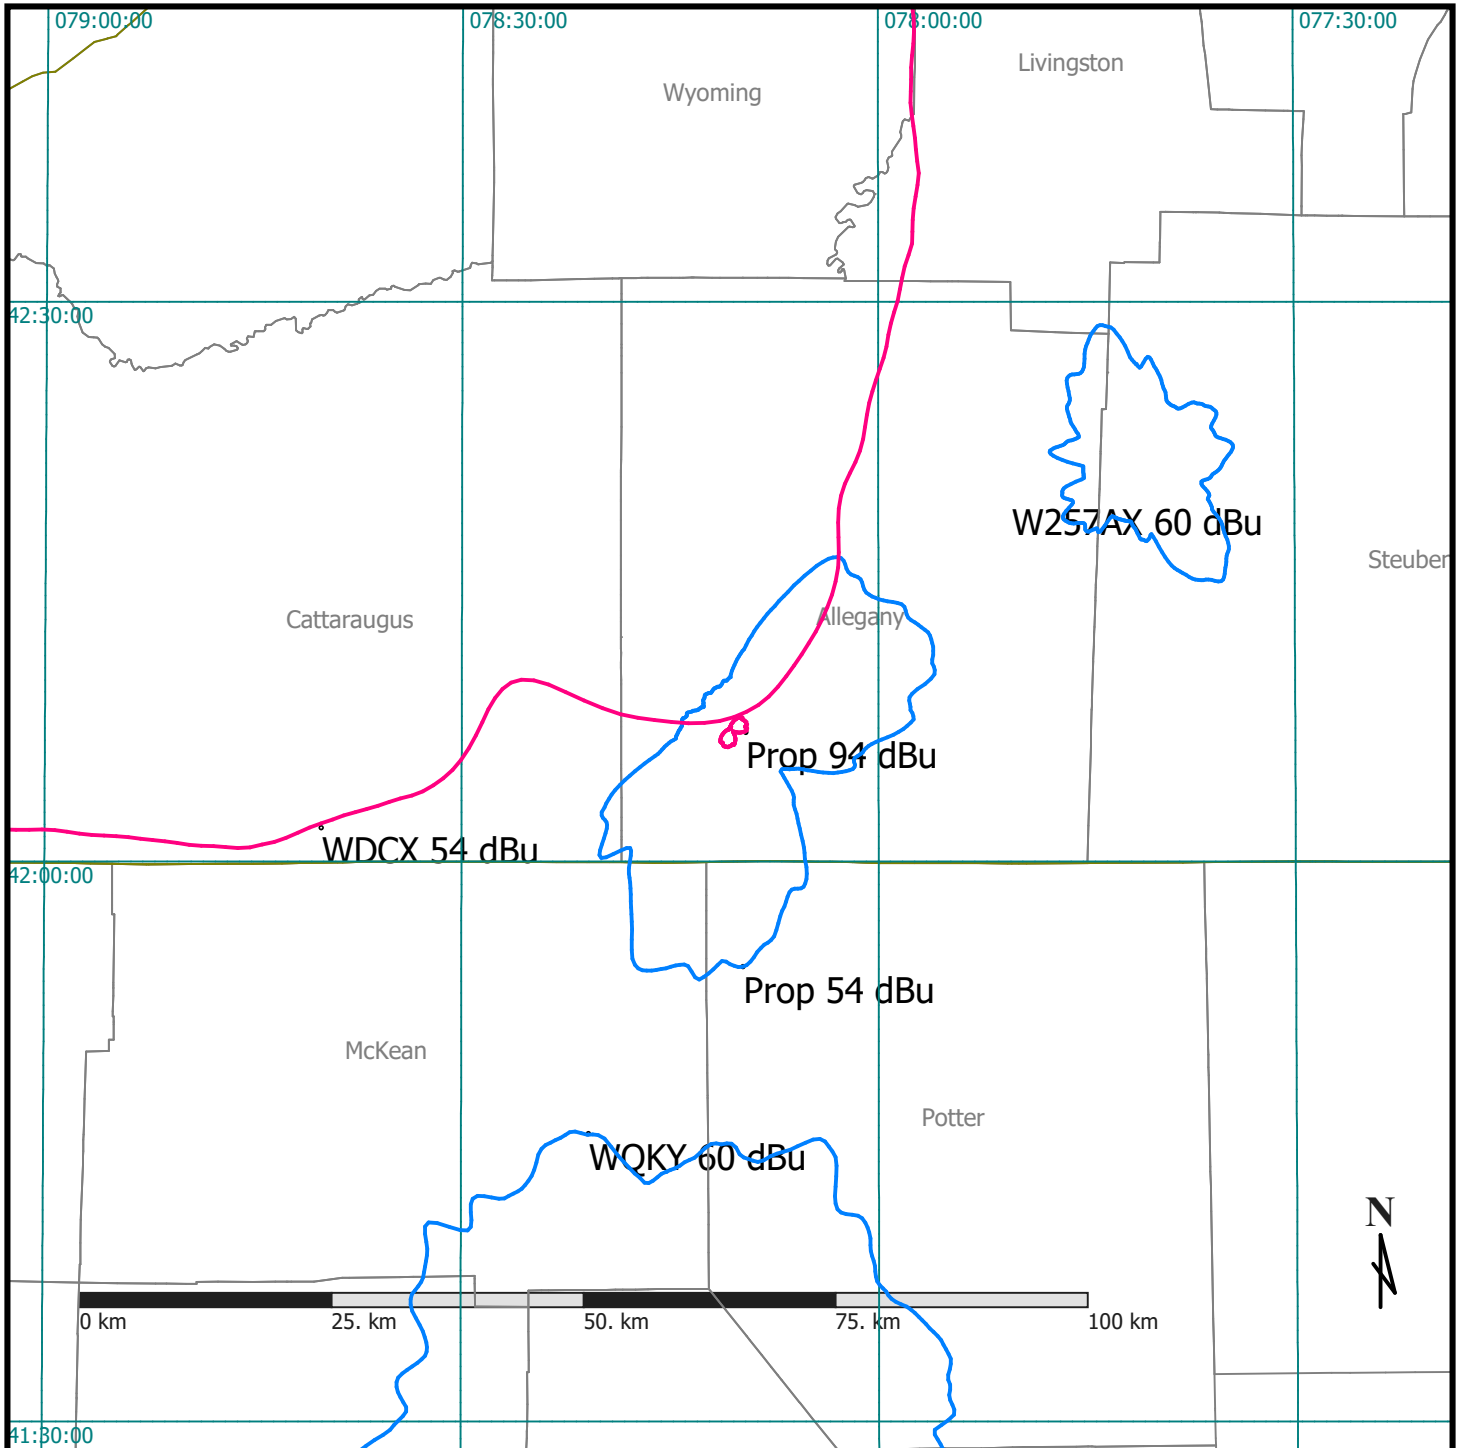 079:00:00
078:30:00
078:00:00
077:30:00
Livingston
Wyoming
42:30:00
W257AX 60 dBu
Steuber
Cattaraugus
Allegany
Prop 94 dBu
WDCX 54 dBu
42:00:00
Prop 54 dBu
McKean
Potter
WQKY 60 dBu
N
0 km
25. km
50. km
75. km
100 km
41:30:00